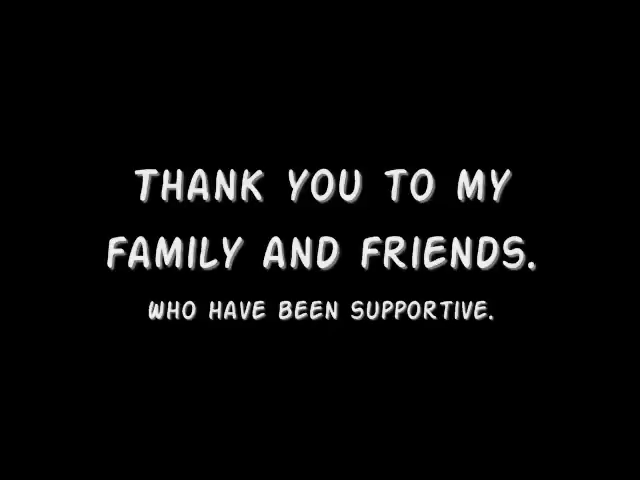 THANK YOU TO MY
FAMILY AND FRIENDS.
WHO HAVE BEEN SUPPORTIVE.